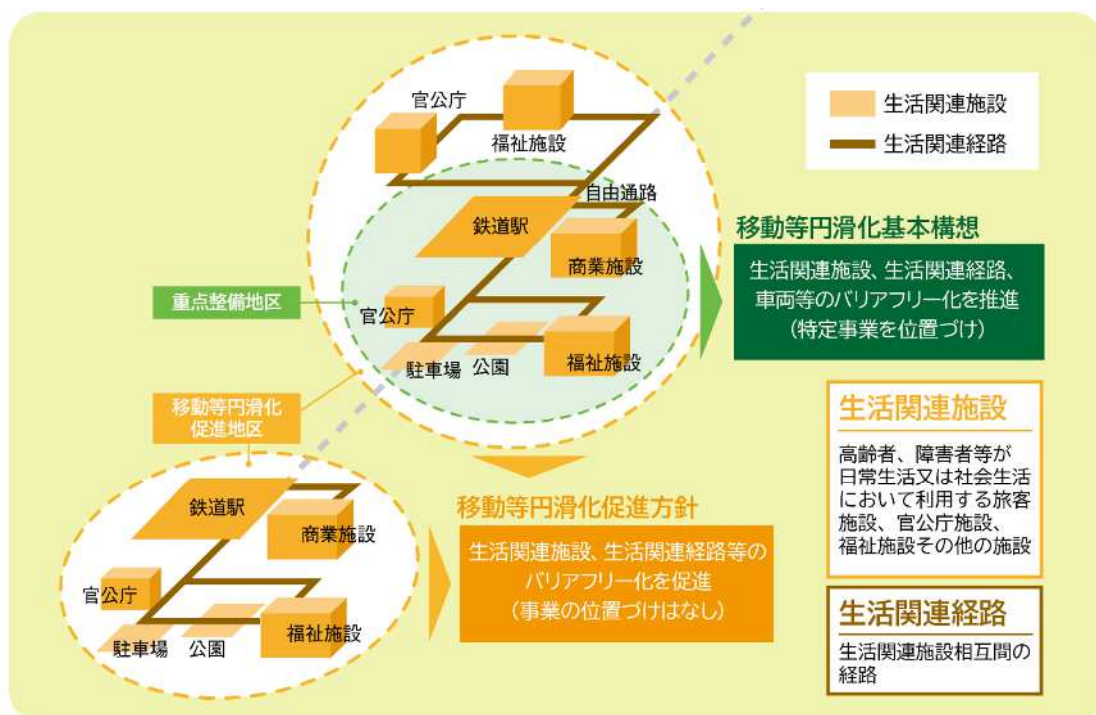 官公庁
福祉施設
自由通路
鉄道駅
商業施設
官公庁
駐車場
公園
福祉施設
重点整備地区
移動等円滑化
促進地区
鉄道駅
商業施設
官公庁
駐車場
公園
福祉施設
生活関連施設
生活関連経路
移動等円滑化基本構想
生活関連施設、生活関連経路、
車両等のバリアフリー化を推進
（特定事業を位置づけ）
移動等円滑化促進方針
生活関連施設、生活関連経路等の
バリアフリー化を促進
（事業の位置づけはなし）
生活関連施設
高齢者、障害者等が
日常生活又は社会生活
において利用する旅客
施設、官公庁施設、
福祉施設その他の施設
生活関連経路
生活関連施設相互間の
経路